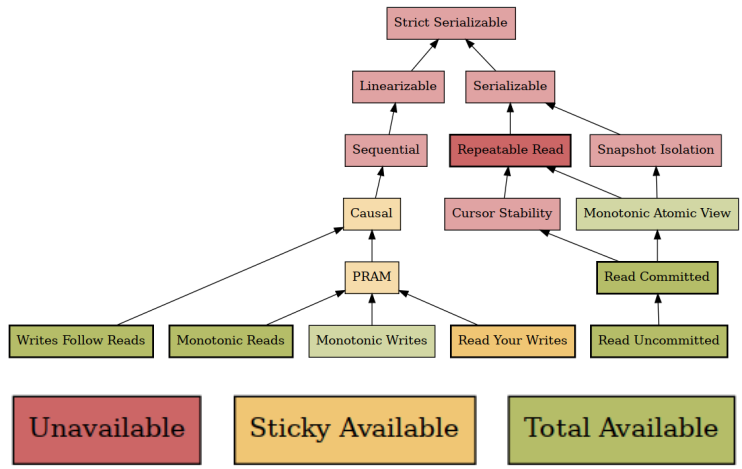 Strict Serializable
Linearizable
Serializable
Sequential
Repeatable Read
Snapshot Isolation
Causal
Cursor Stability
Monotonic Atomic View
PRAM
Read Committed
Writes Follow Reads
Monotonic Reads
Monotonic Writes
Read Your Writes
Read Uncommitted
Unavailable
Sticky Available
Total Available